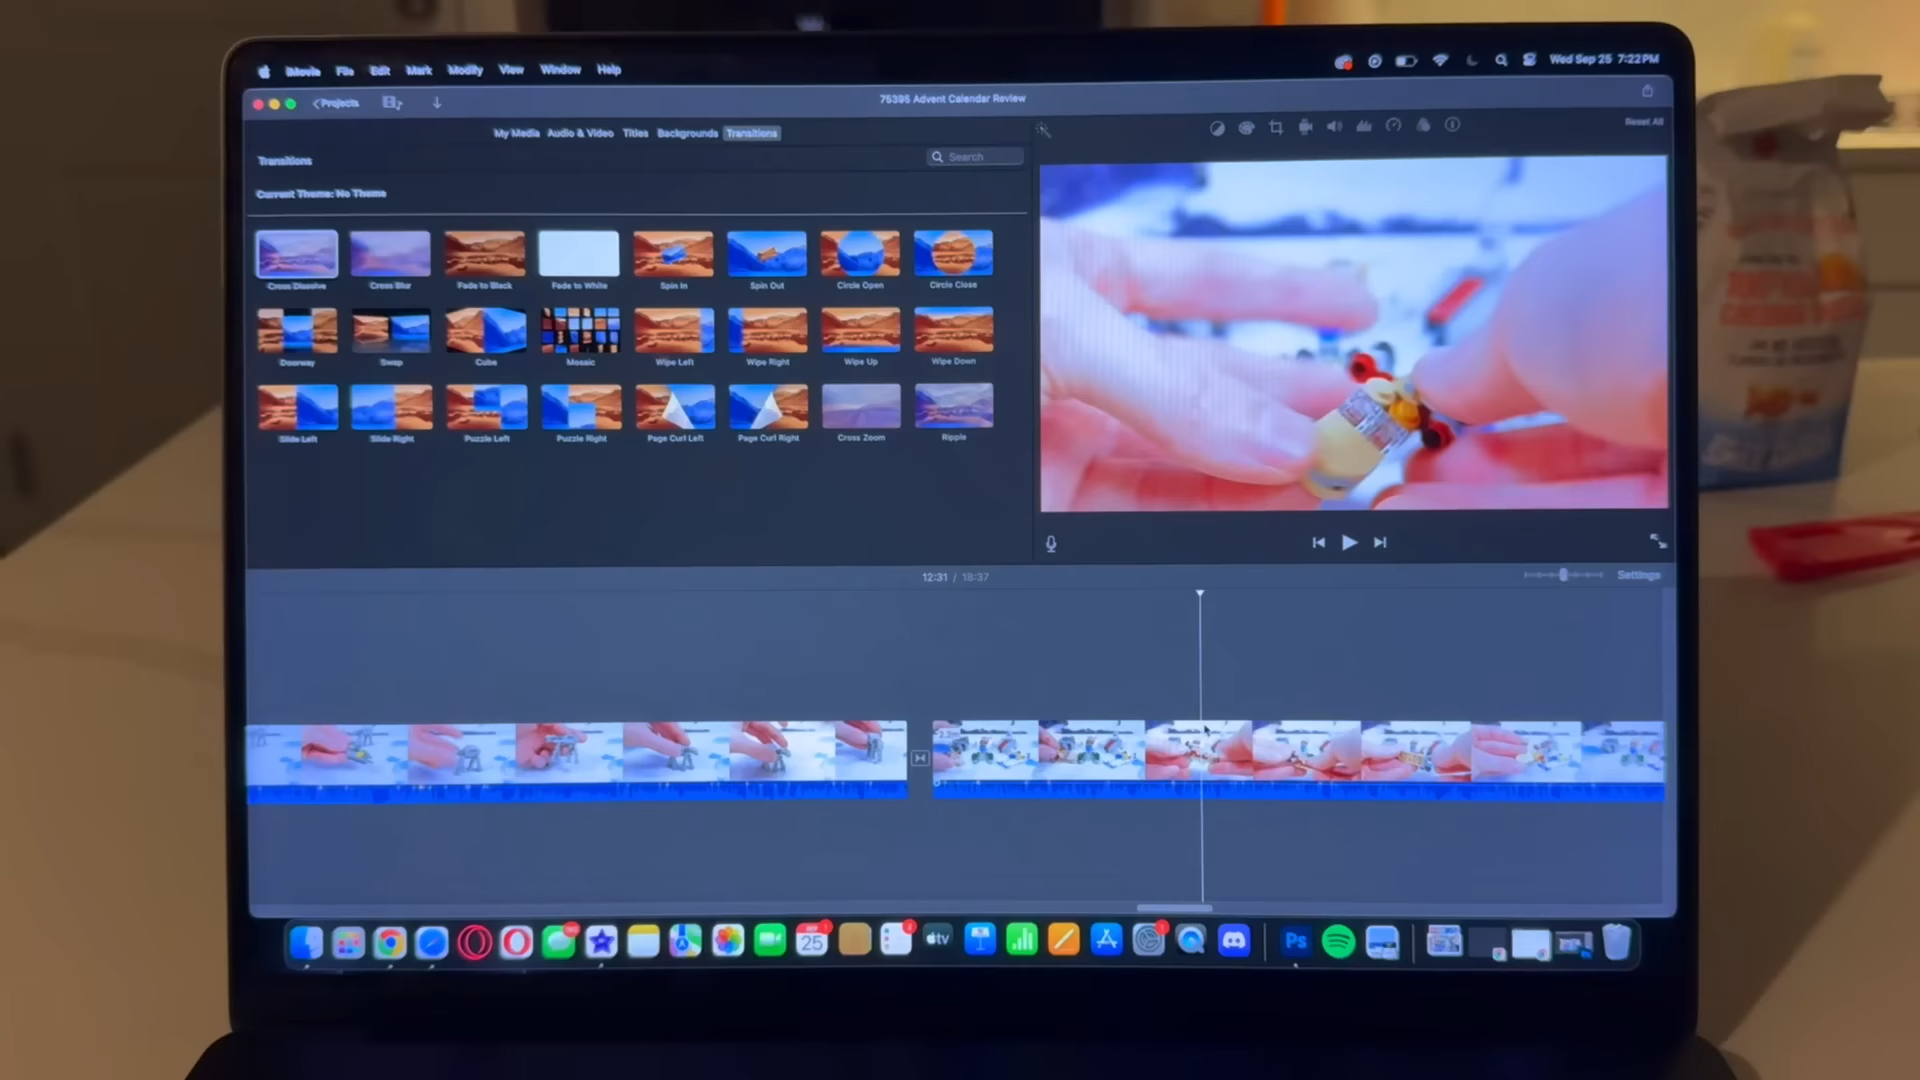 iMovie File Edit Mark Modify View Window Help
Wed Sep 25 7:22 PM
Projects
75395 Advent Calendar Review
My Media Audio & Video Titles Backgrounds Transitions
Reset All
Transitions
Search
Current Theme: No Theme
Cross Dissolve Cross Blur Fade to Black Fade to White Spin In Spin Out Circle Open Circle Close
Doorway Swap Cube Mosaic Wipe Left Wipe Right Wipe Up Wipe Down
Slide Left Slide Right Puzzle Left Puzzle Right Page Curl Left Page Curl Right Cross Zoom Ripple
12:31 / 18:37
Settings
25
tv
Ps